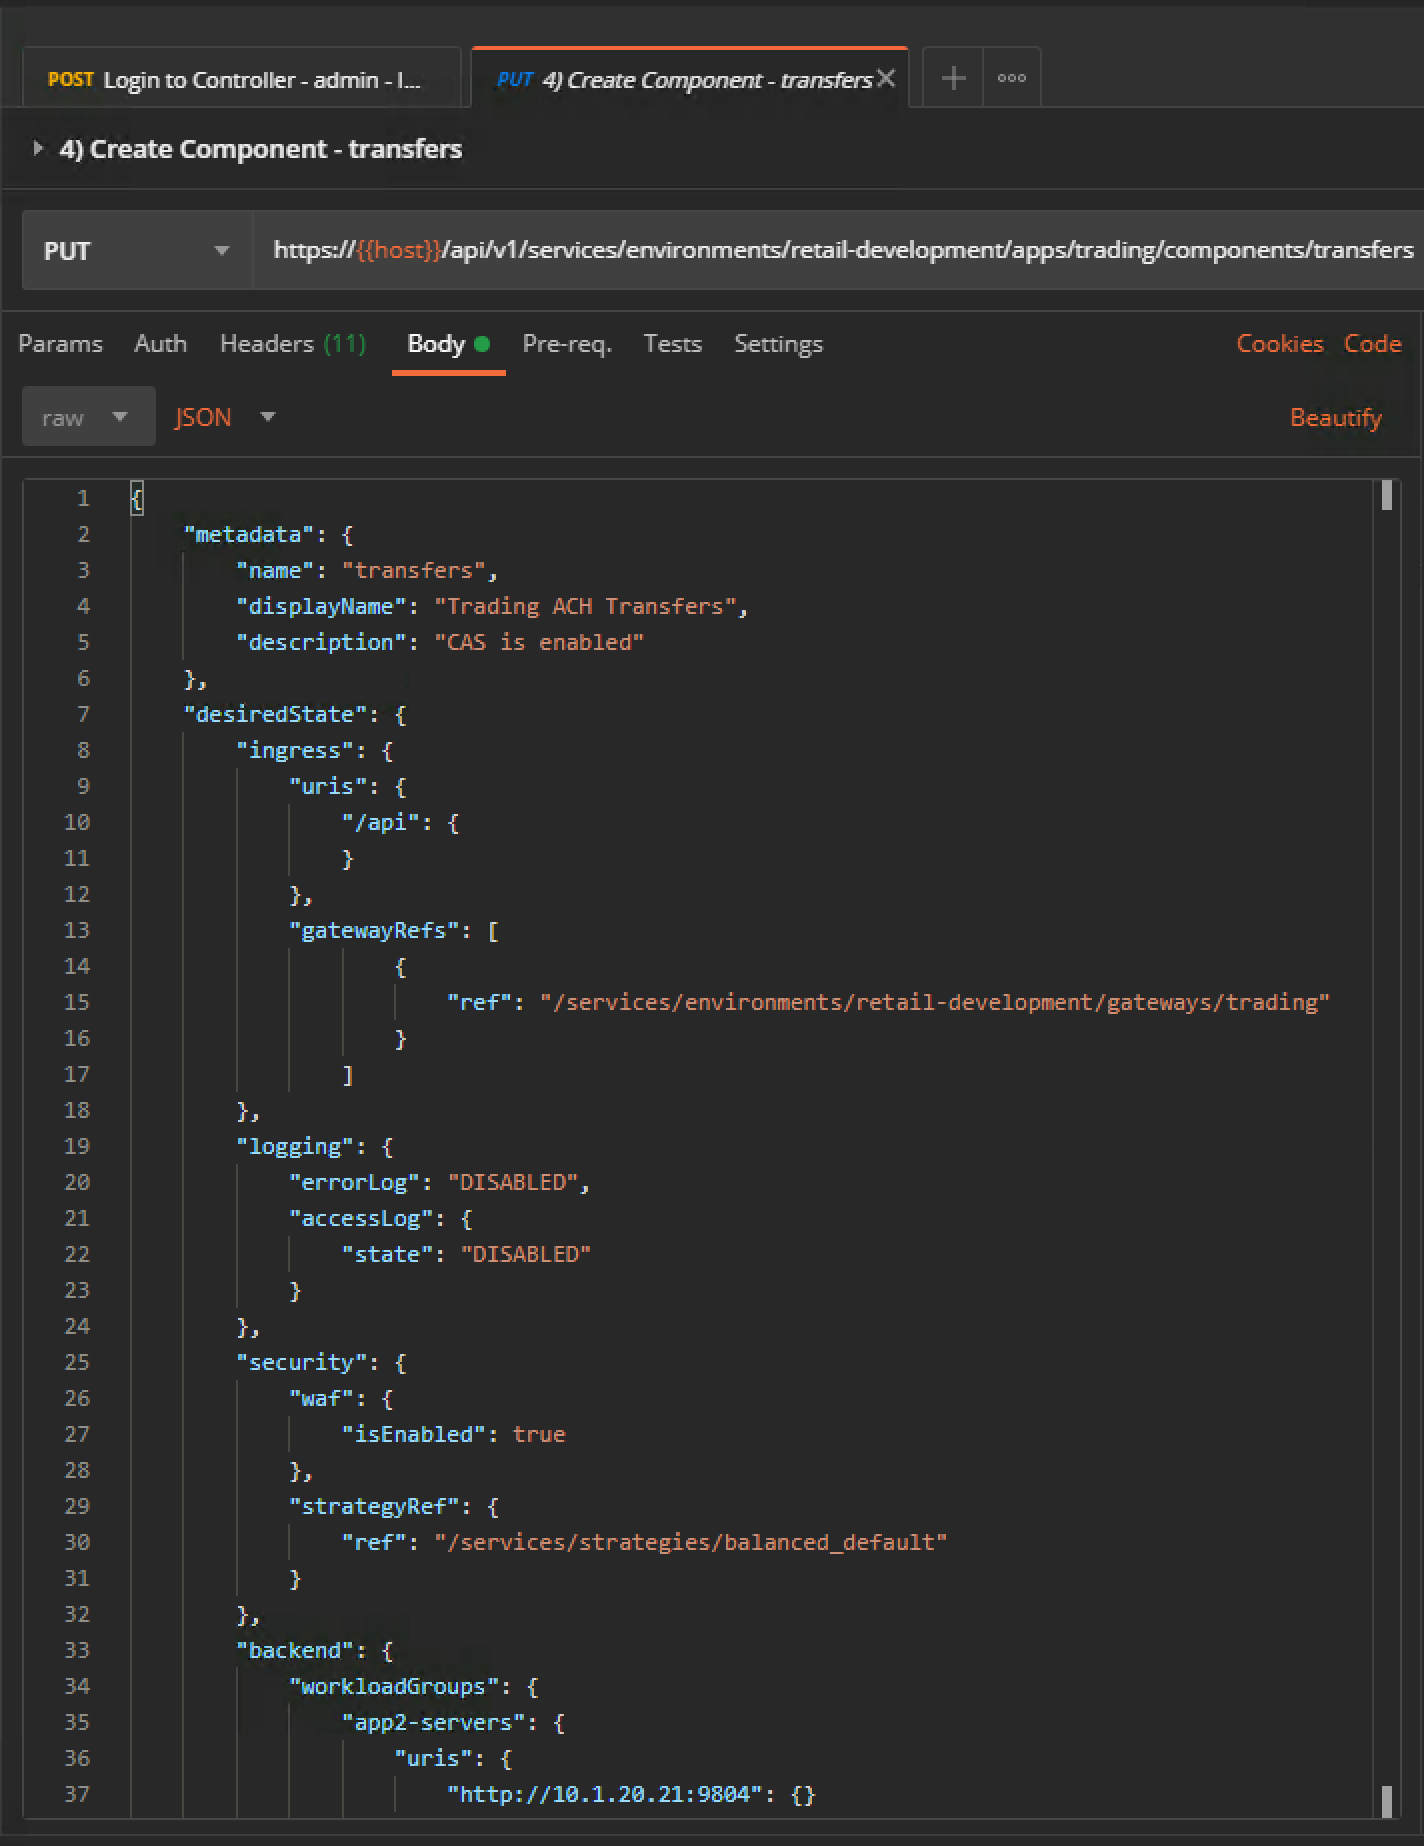 POST Login to Controller - admin - l...
PUT 4) Create Component - transfers
4) Create Component - transfers
PUT https://{{host}}/api/v1/services/environments/retail-development/apps/trading/components/transfers
Params Auth Headers (11) Body Pre-req. Tests Settings Cookies Code
raw JSON Beautify
1 {
2 "metadata": {
3 "name": "transfers",
4 "displayName": "Trading ACH Transfers",
5 "description": "CAS is enabled"
6 },
7 "desiredState": {
8 "ingress": {
9 "uris": {
10 "/api": {
11 }
12 },
13 "gatewayRefs": [
14 {
15 "ref": "/services/environments/retail-development/gateways/trading"
16 }
17 ]
18 },
19 "logging": {
20 "errorLog": "DISABLED",
21 "accessLog": {
22 "state": "DISABLED"
23 }
24 },
25 "security": {
26 "waf": {
27 "isEnabled": true
28 },
29 "strategyRef": {
30 "ref": "/services/strategies/balanced_default"
31 }
32 },
33 "backend": {
34 "workloadGroups": {
35 "app2-servers": {
36 "uris": {
37 "http://10.1.20.21:9804": {}